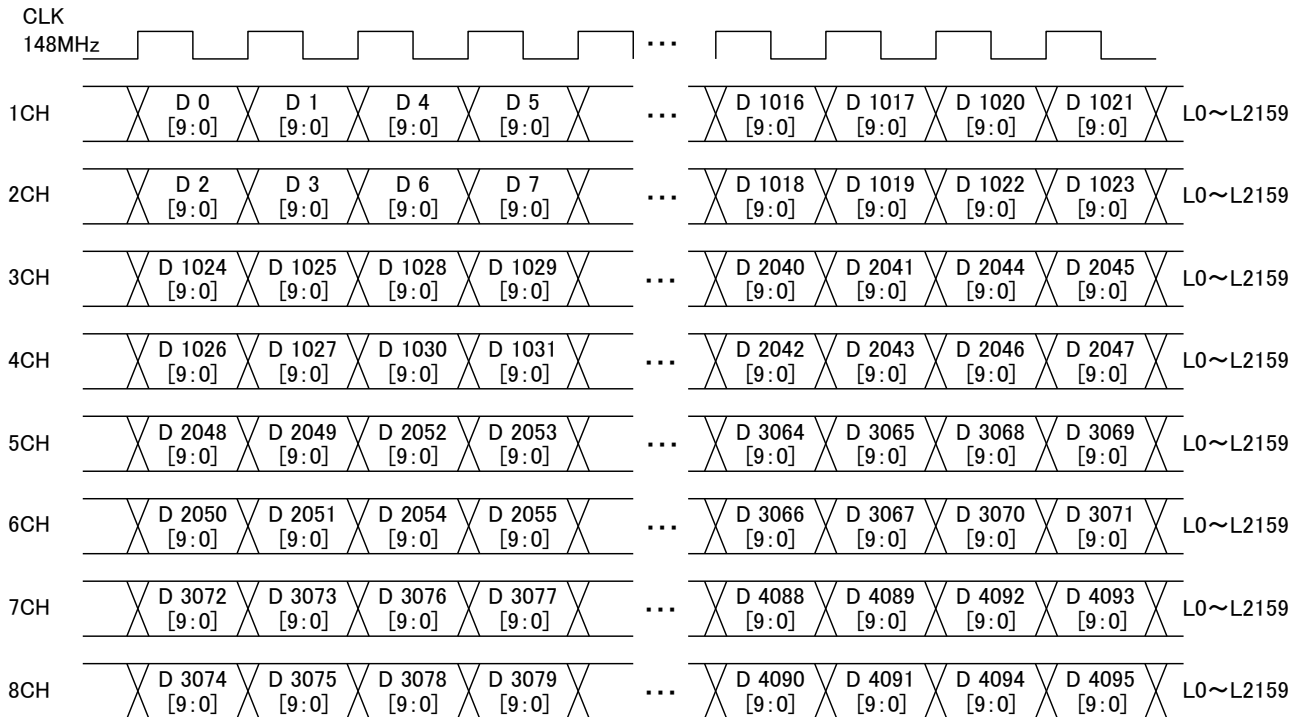 CLK
148MHz ...
1CH D 0 D 1 D 4 D 5 ... D 1016 D 1017 D 1020 D 1021 L0～L2159
[9:0] [9:0] [9:0] [9:0] [9:0] [9:0] [9:0] [9:0]
2CH D 2 D 3 D 6 D 7 ... D 1018 D 1019 D 1022 D 1023 L0～L2159
[9:0] [9:0] [9:0] [9:0] [9:0] [9:0] [9:0] [9:0]
3CH D 1024 D 1025 D 1028 D 1029 ... D 2040 D 2041 D 2044 D 2045 L0～L2159
[9:0] [9:0] [9:0] [9:0] [9:0] [9:0] [9:0] [9:0]
4CH D 1026 D 1027 D 1030 D 1031 ... D 2042 D 2043 D 2046 D 2047 L0～L2159
[9:0] [9:0] [9:0] [9:0] [9:0] [9:0] [9:0] [9:0]
5CH D 2048 D 2049 D 2052 D 2053 ... D 3064 D 3065 D 3068 D 3069 L0～L2159
[9:0] [9:0] [9:0] [9:0] [9:0] [9:0] [9:0] [9:0]
6CH D 2050 D 2051 D 2054 D 2055 ... D 3066 D 3067 D 3070 D 3071 L0～L2159
[9:0] [9:0] [9:0] [9:0] [9:0] [9:0] [9:0] [9:0]
7CH D 3072 D 3073 D 3076 D 3077 ... D 4088 D 4089 D 4092 D 4093 L0～L2159
[9:0] [9:0] [9:0] [9:0] [9:0] [9:0] [9:0] [9:0]
8CH D 3074 D 3075 D 3078 D 3079 ... D 4090 D 4091 D 4094 D 4095 L0～L2159
[9:0] [9:0] [9:0] [9:0] [9:0] [9:0] [9:0] [9:0]